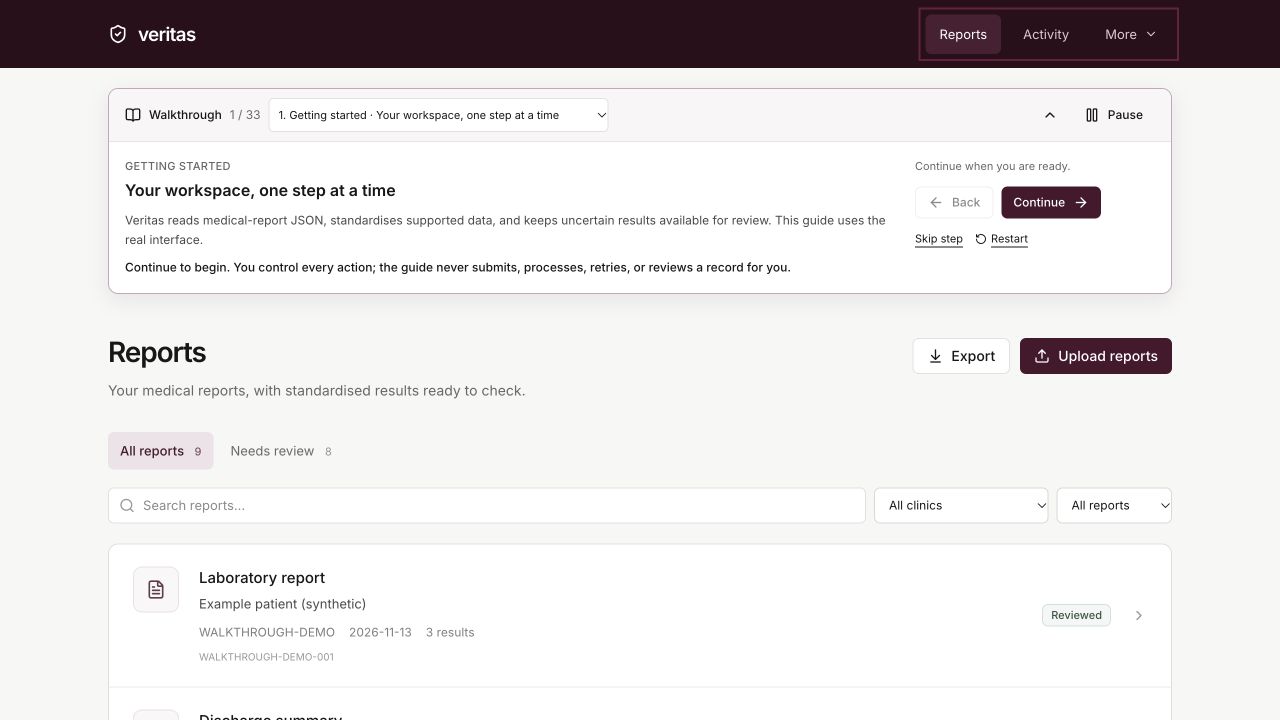 veritas
Reports
Activity
More
Walkthrough 1 / 33
1. Getting started · Your workspace, one step at a time
Pause
GETTING STARTED
Your workspace, one step at a time
Veritas reads medical-report JSON, standardises supported data, and keeps uncertain results available for review. This guide uses the
real interface.
Continue to begin. You control every action; the guide never submits, processes, retries, or reviews a record for you.
Continue when you are ready.
Back
Continue
Skip step
Restart
Reports
Your medical reports, with standardised results ready to check.
Export
Upload reports
All reports 9
Needs review 8
Search reports...
All clinics
All reports
Laboratory report
Example patient (synthetic)
WALKTHROUGH-DEMO 2026-11-13 3 results
WALKTHROUGH-DEMO-001
Reviewed
Discharge summary